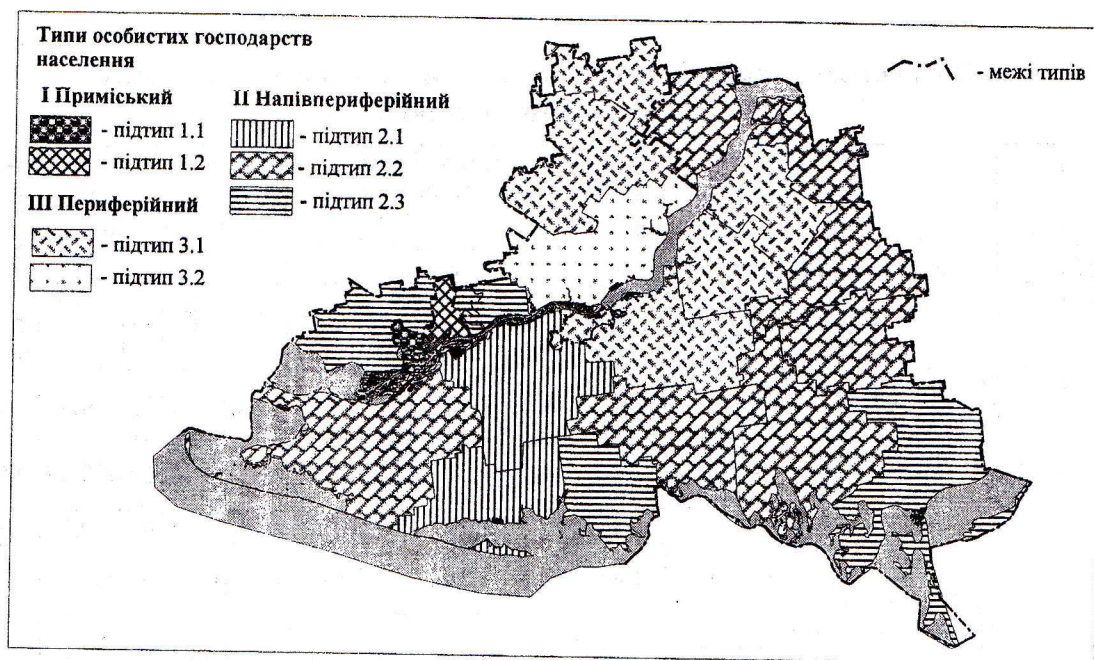 Типи особистих господарств
населення
І Приміський
- підтип 1.1
- підтип 1.2
ІІІ Периферійний
- підтип 3.1
- підтип 3.2
ІІ Напівпериферійний
- підтип 2.1
- підтип 2.2
- підтип 2.3
- межі типів